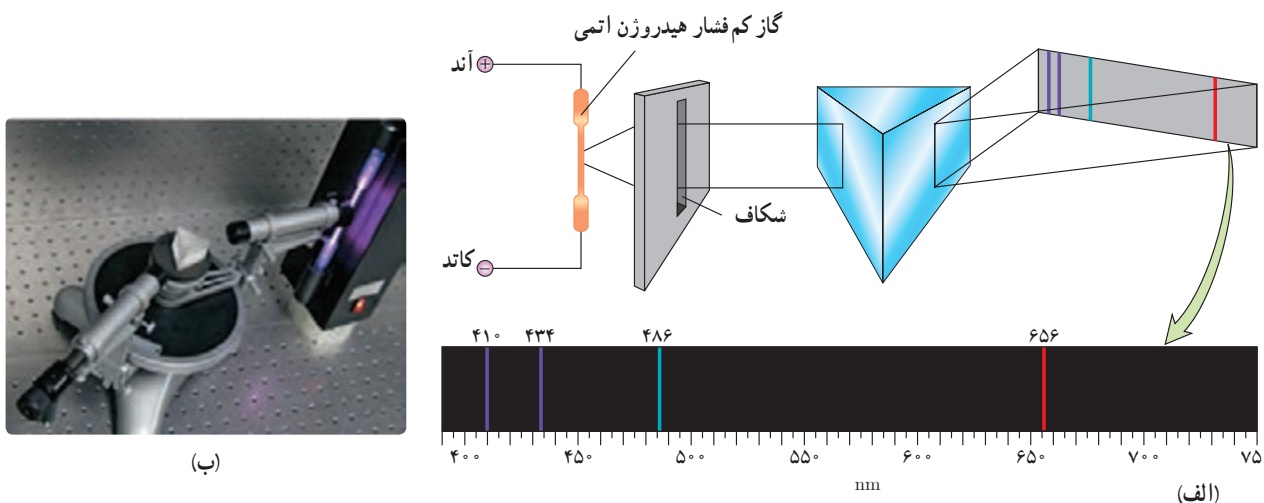 گاز کم فشار هیدروژن اتمی
آند
+
شکاف
کاتد
−
۴۱۰ ۴۳۴ ۴۸۶ ۶۵۶
۴۰۰ ۴۵۰ ۵۰۰ ۵۵۰ ۶۰۰ ۶۵۰ ۷۰۰ ۷۵
nm
(الف)
(ب)